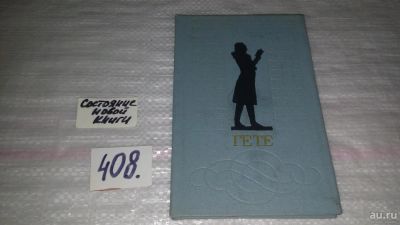 Состояние
новой
книги
408.
ГЕТЕ
au.ru